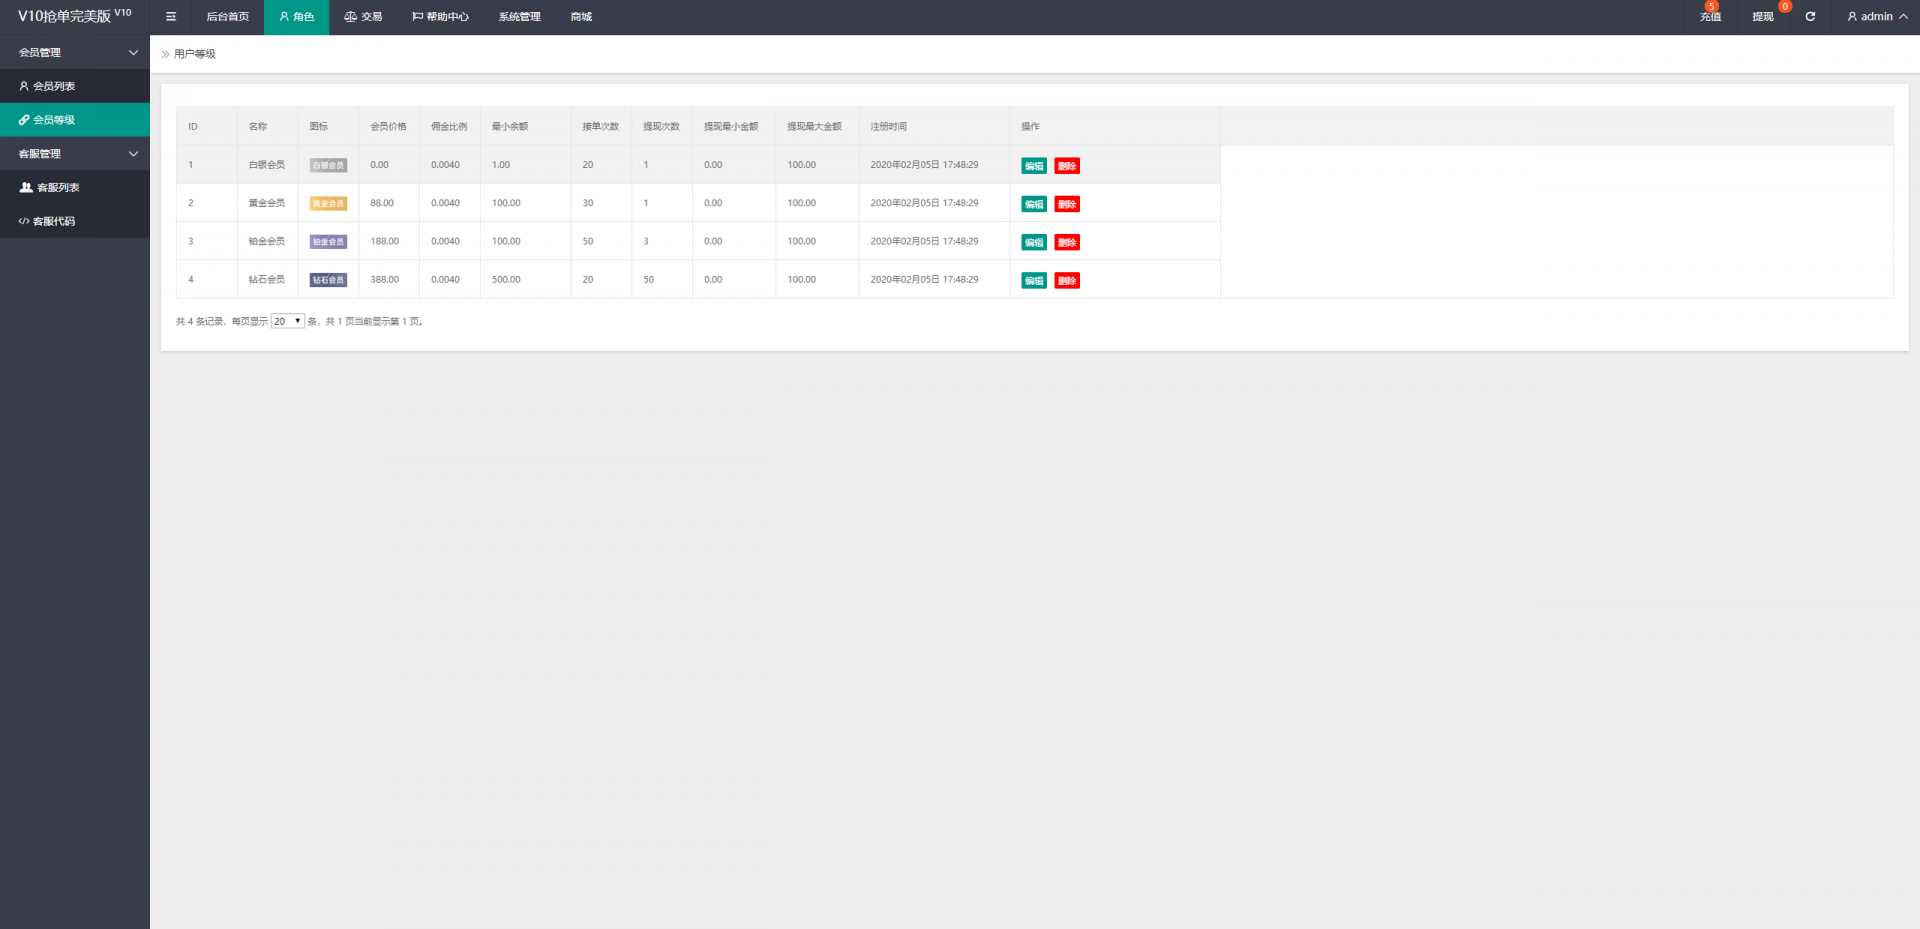 V10抢单完美版 V10
后台首页 角色 交易 帮助中心 系统管理 商城 充值 5 提现 0 admin
会员管理
会员列表
会员等级
客服管理
客服列表
客服代码
用户等级
ID 名称 图标 会员价格 佣金比例 最小余额 接单次数 提现次数 提现最小金额 提现最大金额 注册时间 操作
1 白银会员 白银会员 0.00 0.0040 1.00 20 1 0.00 100.00 2020年02月05日 17:48:29 编辑 删除
2 黄金会员 黄金会员 88.00 0.0040 100.00 30 1 0.00 100.00 2020年02月05日 17:48:29 编辑 删除
3 铂金会员 铂金会员 188.00 0.0040 100.00 50 3 0.00 100.00 2020年02月05日 17:48:29 编辑 删除
4 钻石会员 钻石会员 388.00 0.0040 500.00 20 50 0.00 100.00 2020年02月05日 17:48:29 编辑 删除
共 4 条记录，每页显示 20 条，共 1 页当前显示第 1 页。